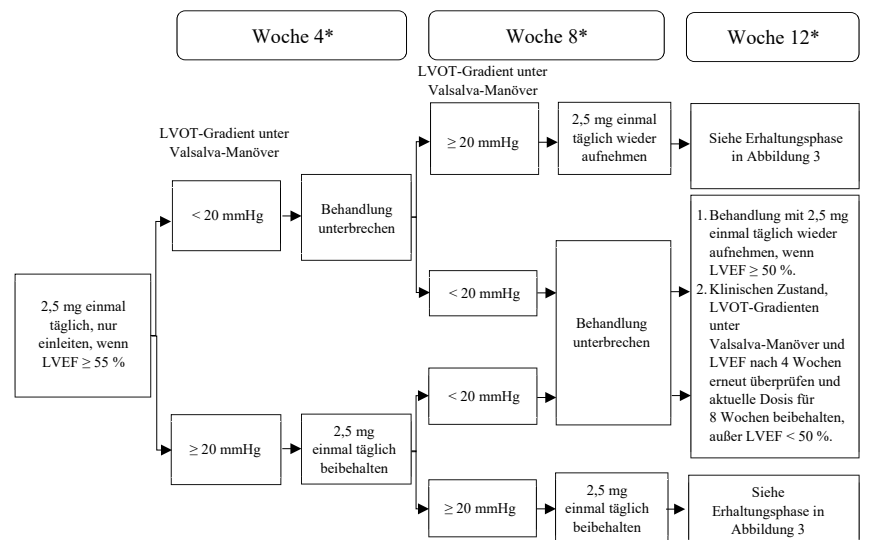 Woche 4*
Woche 8*
Woche 12*
LVOT-Gradient unter
Valsalva-Manöver
LVOT-Gradient unter
Valsalva-Manöver
≥ 20 mmHg
2,5 mg einmal
täglich wieder
aufnehmen
Siehe Erhaltungsphase
in Abbildung 3
< 20 mmHg
Behandlung
unterbrechen
2,5 mg einmal
täglich, nur
einleiten, wenn
LVEF ≥ 55 %
< 20 mmHg
Behandlung
unterbrechen
1. Behandlung mit 2,5 mg
einmal täglich wieder
aufnehmen, wenn
LVEF ≥ 50 %.
2. Klinischen Zustand,
LVOT-Gradienten
unter
Valsalva-Manöver und
LVEF nach 4 Wochen
erneut überprüfen und
aktuelle Dosis für
8 Wochen beibehalten,
außer LVEF < 50 %.
< 20 mmHg
≥ 20 mmHg
2,5 mg
einmal täglich
beibehalten
≥ 20 mmHg
2,5 mg
einmal täglich
beibehalten
Siehe
Erhaltungsphase in
Abbildung 3